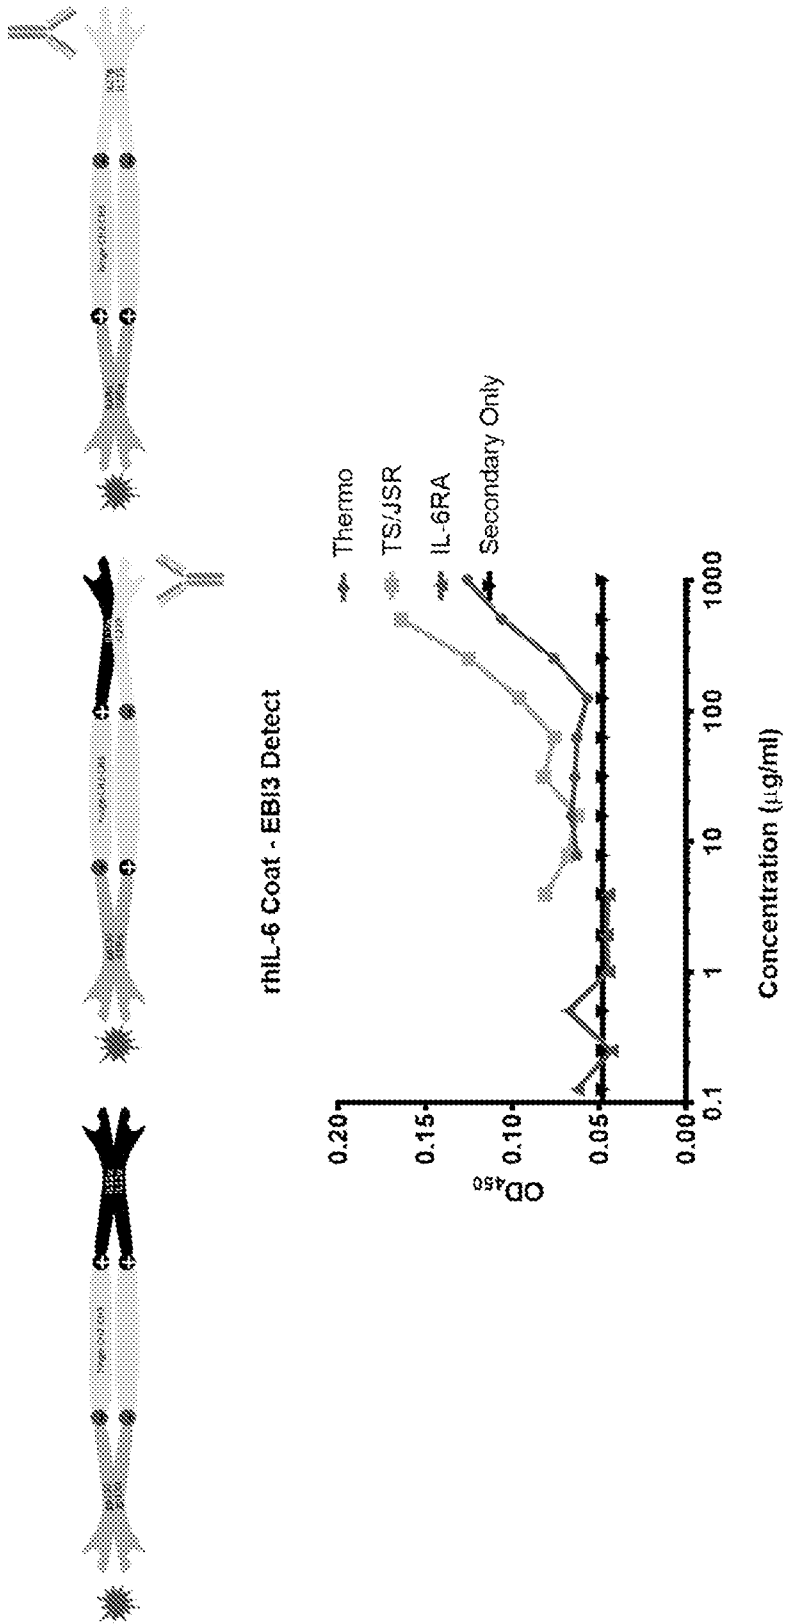 rhIL-6 Coat - EBI3 Detect
0.20
0.15
0.10
0.05
0.00
OD450
0.1
1
10
100
1000
Concentration (µg/ml)
Thermo
TS/JSR
IL-6RA
Secondary Only